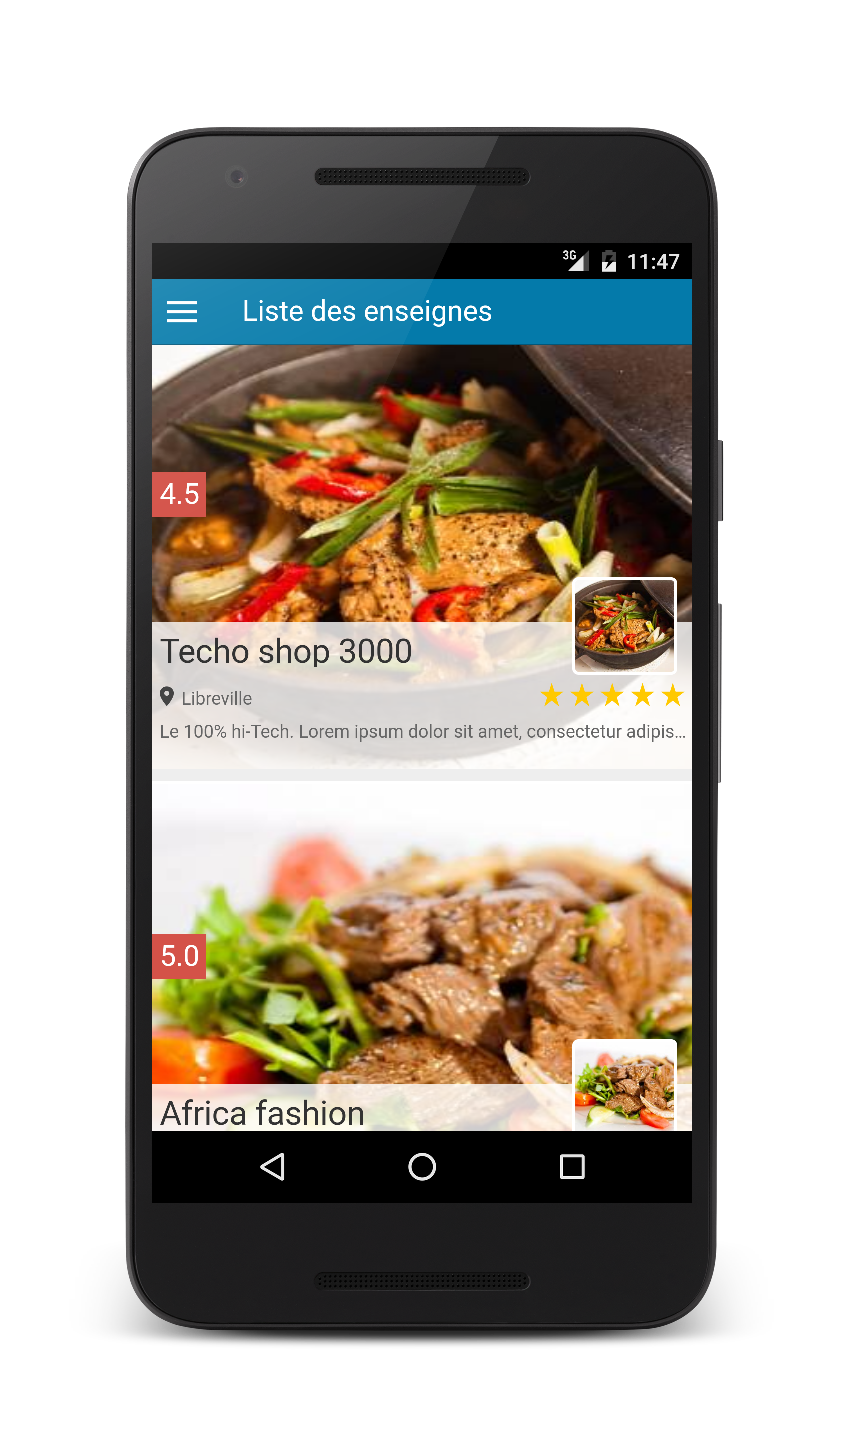 3G 11:47
Liste des enseignes
4.5
Techo shop 3000
Libreville
Le 100% hi-Tech. Lorem ipsum dolor sit amet, consectetur adipis...
5.0
Africa fashion